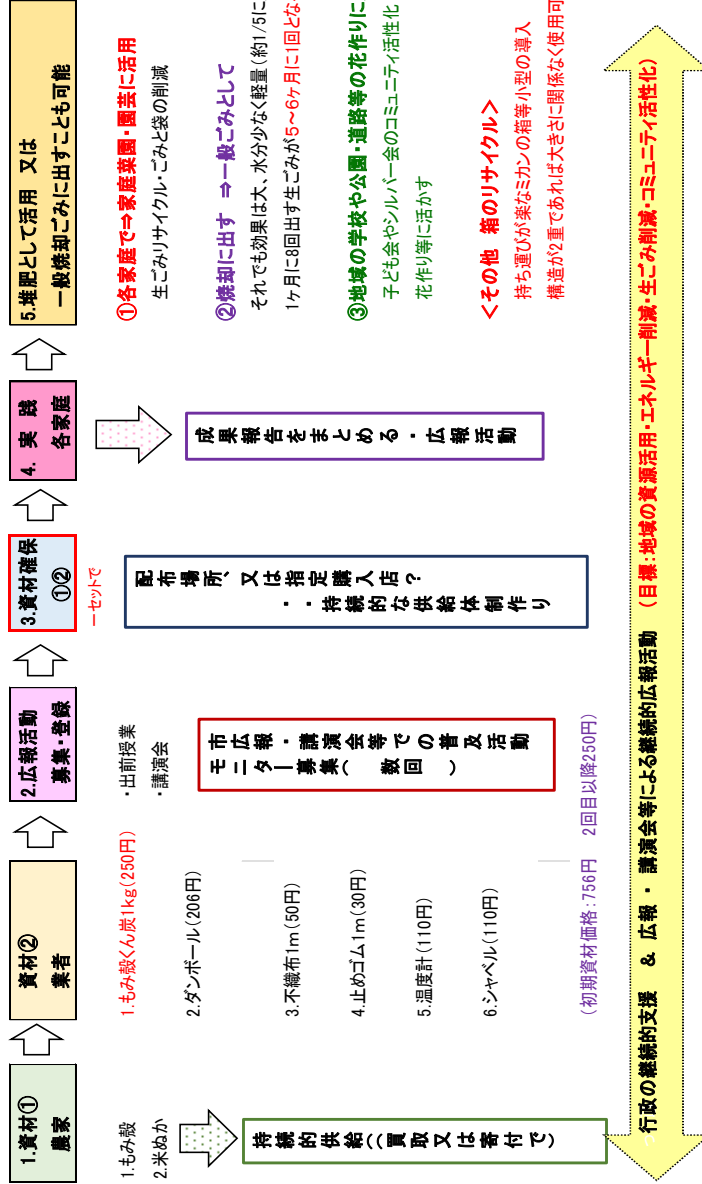 1.資材①
農家
資材②
業者
2.広報活動
募集・登録
3.資材確保
①②
4. 実 践
各家庭
5.堆肥として活用 又は
一般焼却ごみに出すことも可能
1.もみ殻
2.米ぬか
持続的供給((買取又は寄付で)
1.もみ殻くん炭1kg(250円)
2.ダンボール(206円)
3.不織布1m(50円)
4.止めゴム1m(30円)
5.温度計(110円)
6.シャベル(110円)
(初期資材価格:756円 2回目以降250円)
・出前授業
・講演会
市広報・講演会等での普及活動
モニター募集( 数回 )
一セットで
配布場所、又は指定購入店?
・・持続的な供給体制作り
成果報告をまとめる・広報活動
①各家庭で⇒家庭菜園・園芸に活用
生ごみリサイクル・ごみと袋の削減
②焼却に出す ⇒一般ごみとして
それでも効果は大、水分少なく軽量(約1/5に
1ヶ月に8回出す生ごみが5~6ヶ月に1回とな
③地域の学校や公園・道路等の花作りに
子ども会やシルバー会のコミュニティ活性化
花作り等に活かす
<その他 箱のリサイクル>
持ち運びが楽なミカンの箱等小型の導入
構造が2重であれば大きさに関係なく使用可
行政の継続的支援 & 広報 ・ 講演会等による継続的広報活動 (目標:地域の資源活用・エネルギー削減・生ごみ削減・コミュニティ活性化)